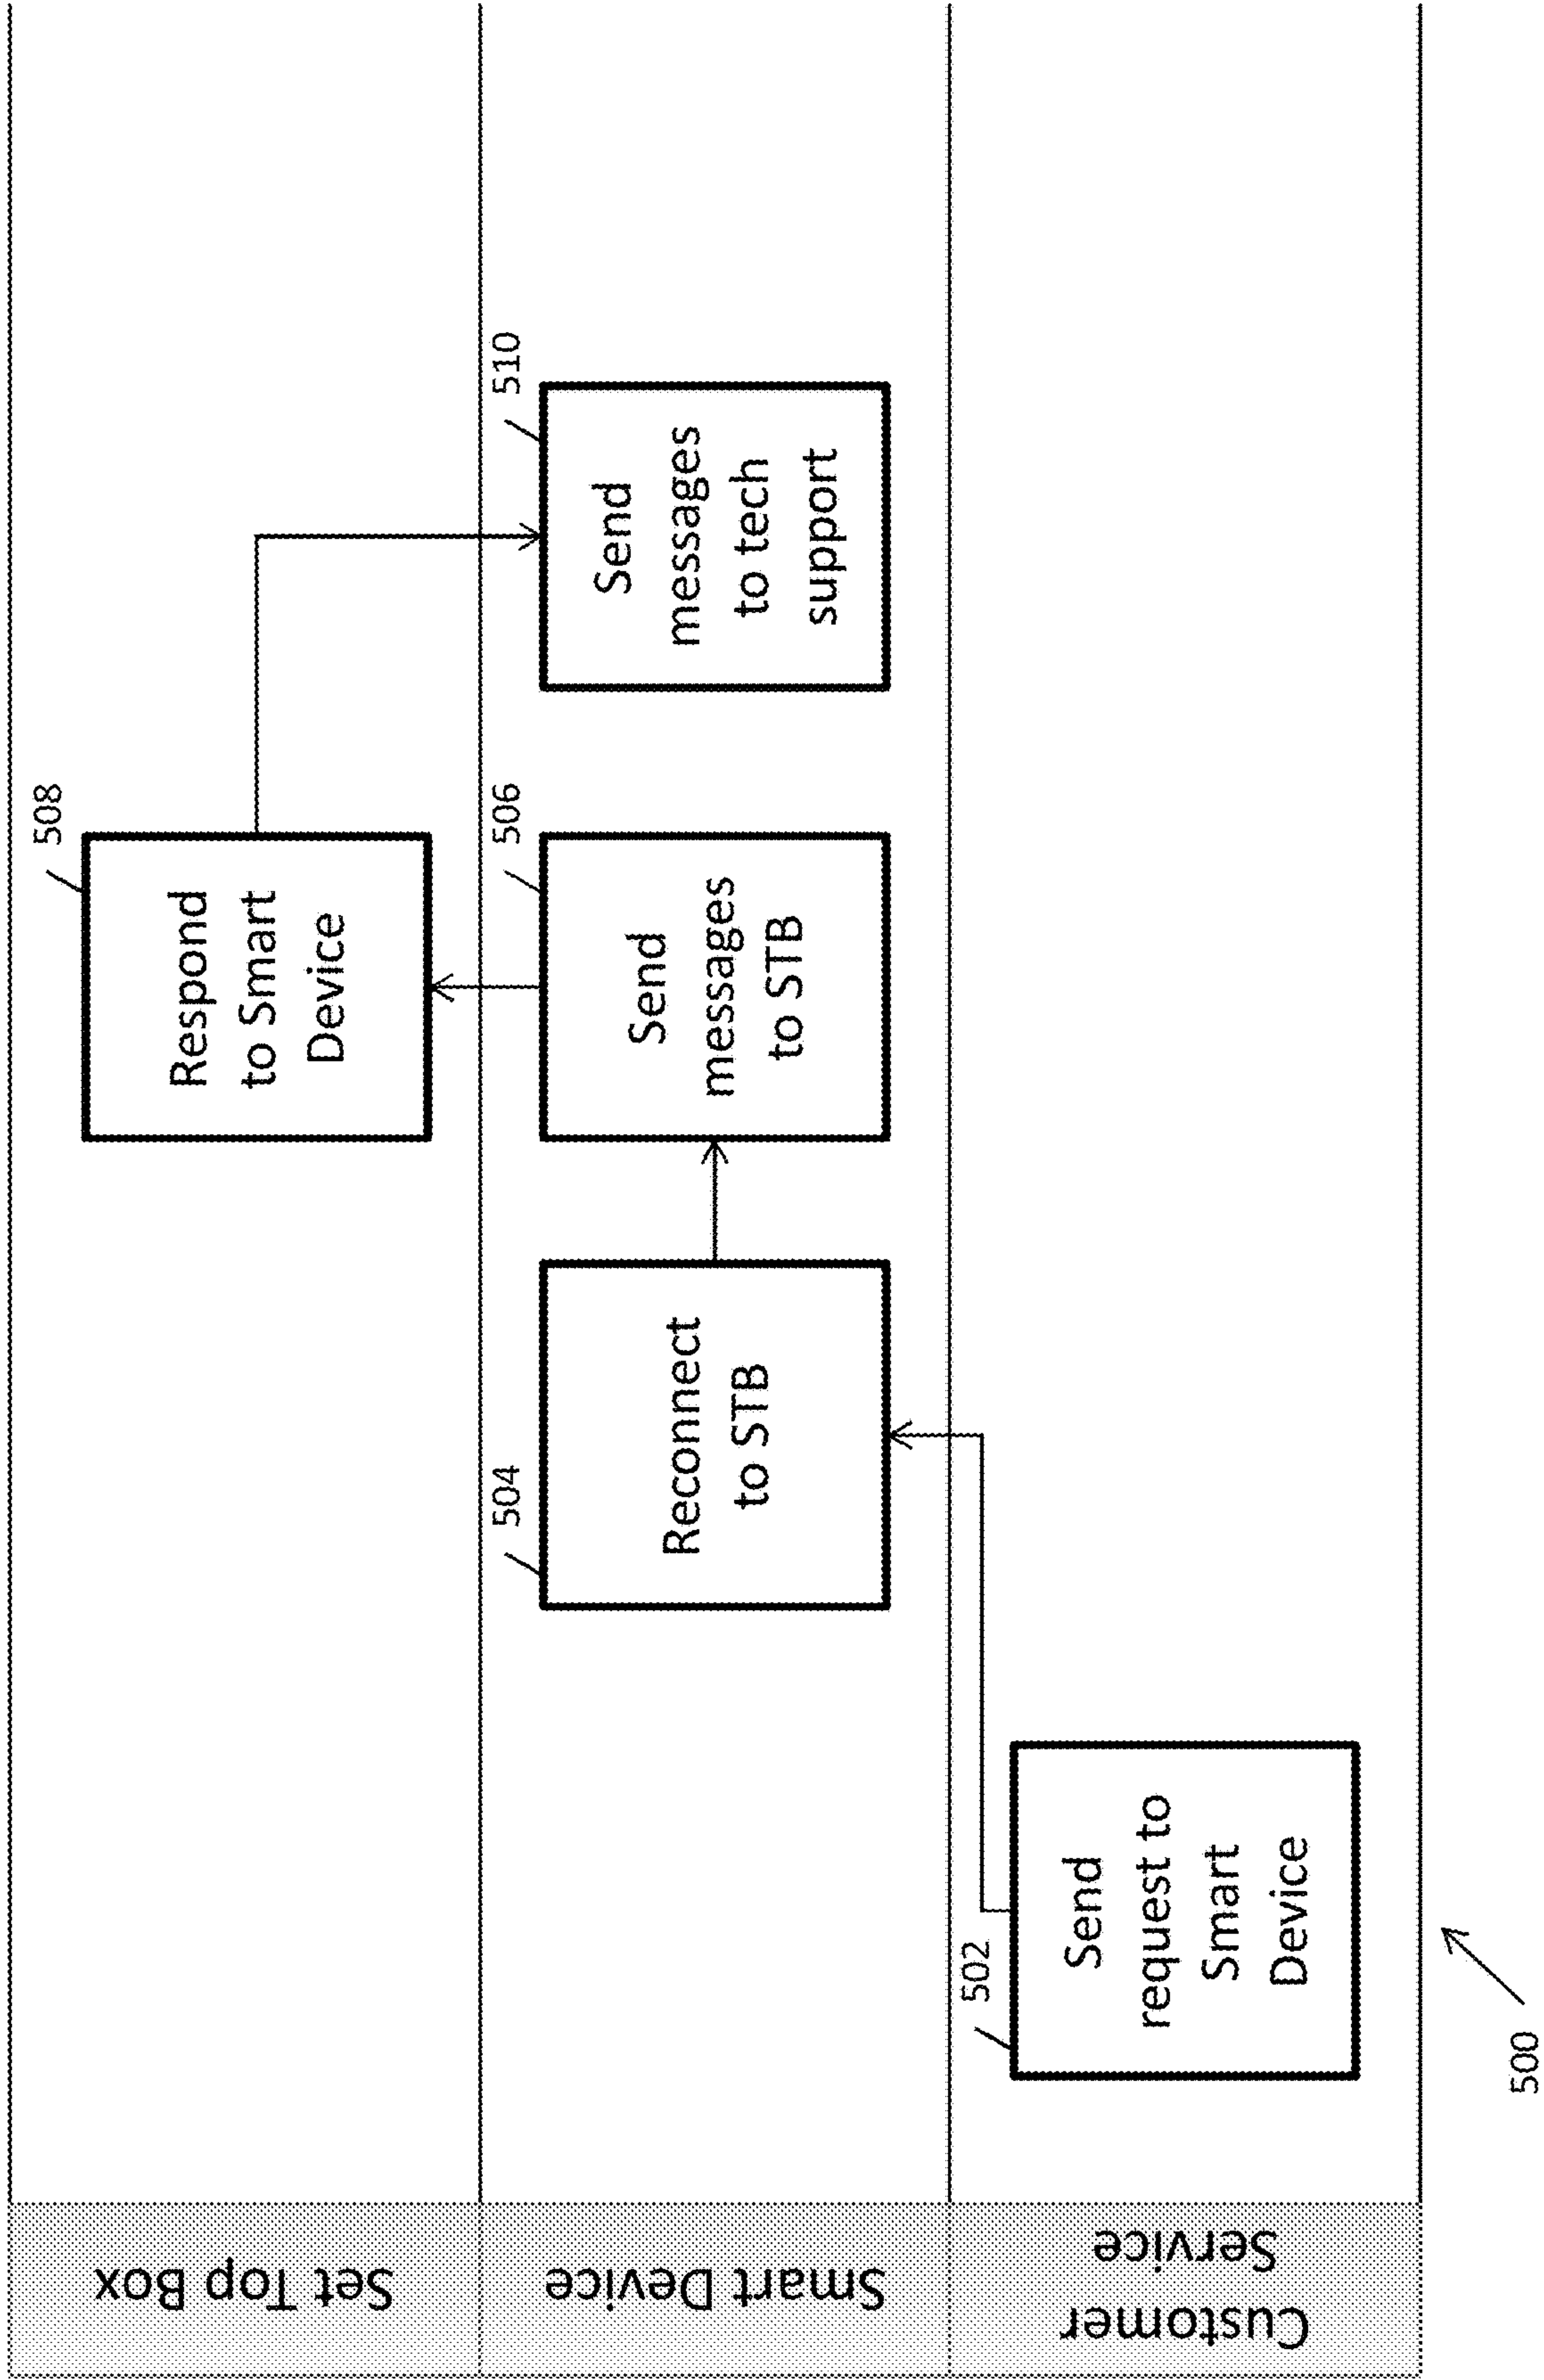 Set Top Box
508
Respond
to Smart
Device
Smart Device
504
Reconnect
to STB
506
Send
messages
to STB
510
Send
messages
to tech
support
Customer
Service
502
Send
request to
Smart
Device
500